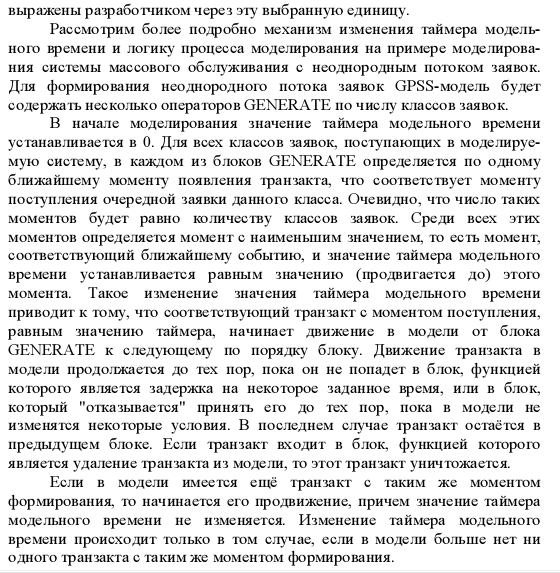 выражены разработчиком через эту выбранную единицу.
Рассмотрим более подробно механизм изменения таймера модель-
ного времени и логику процесса моделирования на примере моделирова-
ния системы массового обслуживания с неоднородным потоком заявок.
Для формирования неоднородного потока заявок GPSS-модель будет
содержать несколько операторов GENERATE по числу классов заявок.
В начале моделирования значение таймера модельного времени
устанавливается в 0. Для всех классов заявок, поступающих в моделируе-
мую систему, в каждом из блоков GENERATE определяется по одному
ближайшему моменту появления транзакта, что соответствует моменту
поступления очередной заявки данного класса. Очевидно, что число таких
моментов будет равно количеству классов заявок. Среди всех этих
моментов определяется момент с наименьшим значением, то есть момент,
соответствующий ближайшему событию, и значение таймера модельного
времени устанавливается равным значению (продвигается до) этого
момента. Такое изменение значения таймера модельного времени
приводит к тому, что соответствующий транзакт с моментом поступления,
равным значению таймера, начинает движение в модели от блока
GENERATE к следующему по порядку блоку. Движение транзакта в
модели продолжается до тех пор, пока он не попадет в блок, функцией
которого является задержка на некоторое заданное время, или в блок,
который "отказывается" принять его до тех пор, пока в модели не
изменятся некоторые условия. В последнем случае транзакт остаётся в
предыдущем блоке. Если транзакт входит в блок, функцией которого
является удаление транзакта из модели, то этот транзакт уничтожается.
Если в модели имеется ещё транзакт с таким же моментом
формирования, то начинается его продвижение, причем значение таймера
модельного времени не изменяется. Изменение таймера модельного
времени происходит только в том случае, если в модели больше нет ни
одного транзакта с таким же моментом формирования.